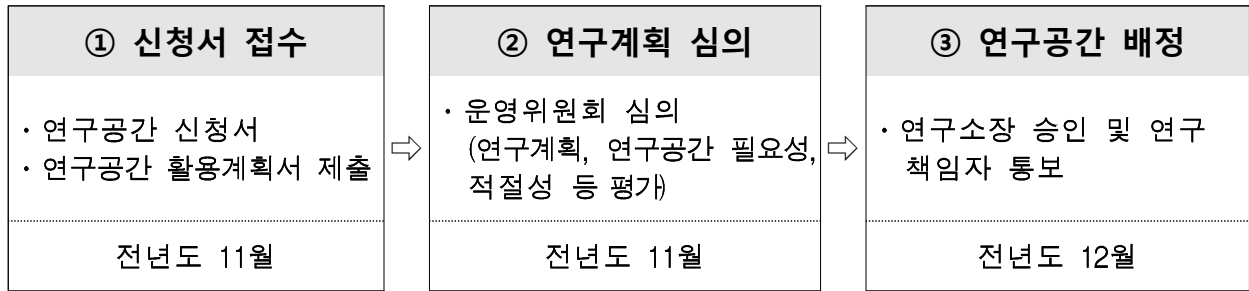 ① 신청서 접수
· 연구공간 신청서
· 연구공간 활용계획서 제출
전년도 11월
⇨
② 연구계획 심의
· 운영위원회 심의
(연구계획, 연구공간 필요성,
적절성 등 평가)
전년도 11월
⇨
③ 연구공간 배정
· 연구소장 승인 및 연구
책임자 통보
전년도 12월